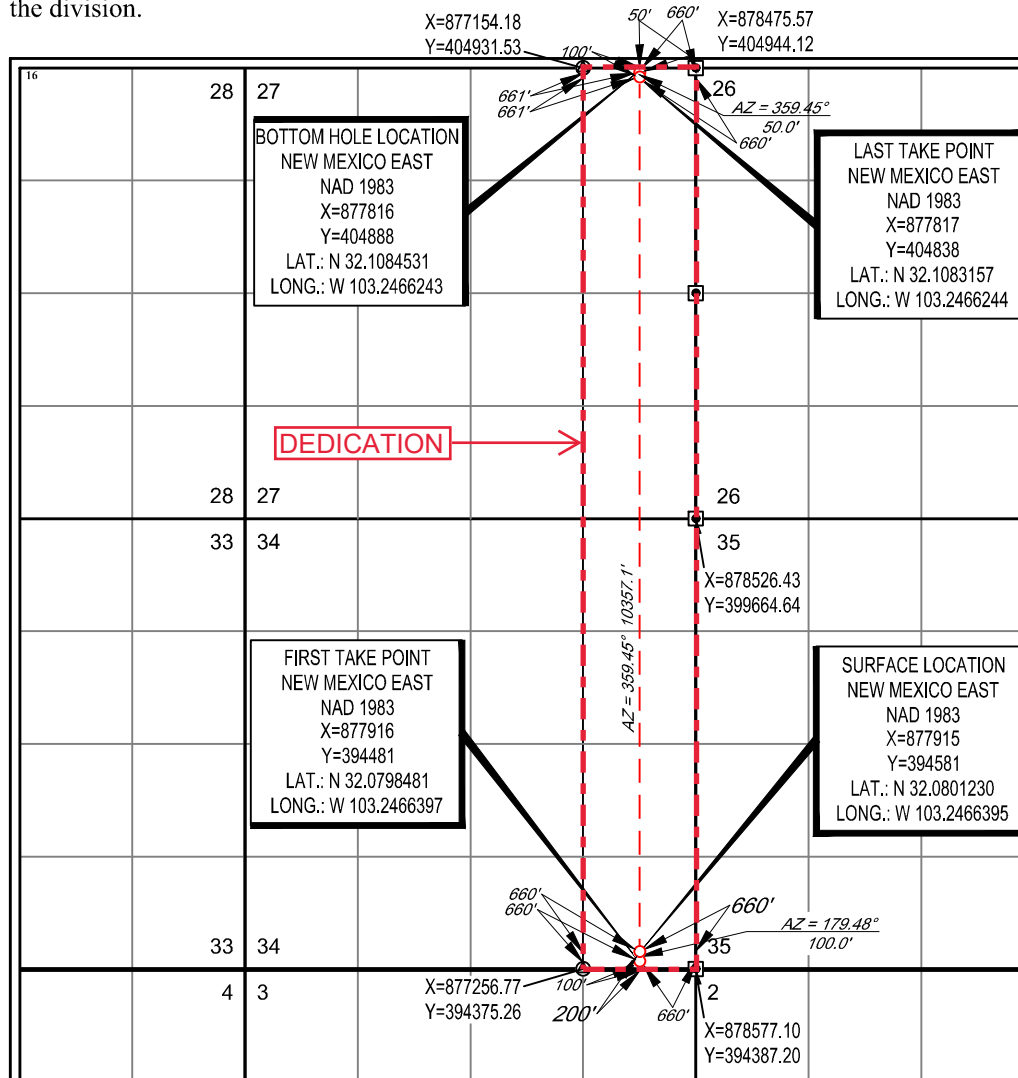 the division.
X=877154.18
Y=404931.53
50'
660'
X=878475.57
Y=404944.12
100'
16
28
27
661'
661'
26
AZ = 359.45°
50.0'
660'
BOTTOM HOLE LOCATION
NEW MEXICO EAST
NAD 1983
X=877816
Y=404888
LAT.: N 32.1084531
LONG.: W 103.2466243
LAST TAKE POINT
NEW MEXICO EAST
NAD 1983
X=877817
Y=404838
LAT.: N 32.1083157
LONG.: W 103.2466244
DEDICATION
28
27
26
33
34
35
X=878526.43
Y=399664.64
AZ = 359.45° 10357.1'
FIRST TAKE POINT
NEW MEXICO EAST
NAD 1983
X=877916
Y=394481
LAT.: N 32.0798481
LONG.: W 103.2466397
SURFACE LOCATION
NEW MEXICO EAST
NAD 1983
X=877915
Y=394581
LAT.: N 32.0801230
LONG.: W 103.2466395
660'
660'
660'
AZ = 179.48°
100.0'
33
34
35
4
3
X=877256.77
Y=394375.26
100'
200'
660'
2
X=878577.10
Y=394387.20